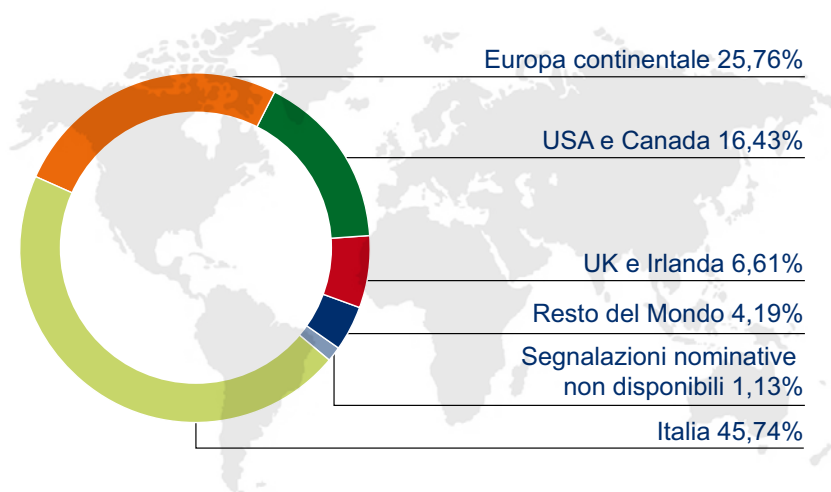 Europa continentale 25,76%
USA e Canada 16,43%
UK e Irlanda 6,61%
Resto del Mondo 4,19%
Segnalazioni nominative
non disponibili 1,13%
Italia 45,74%